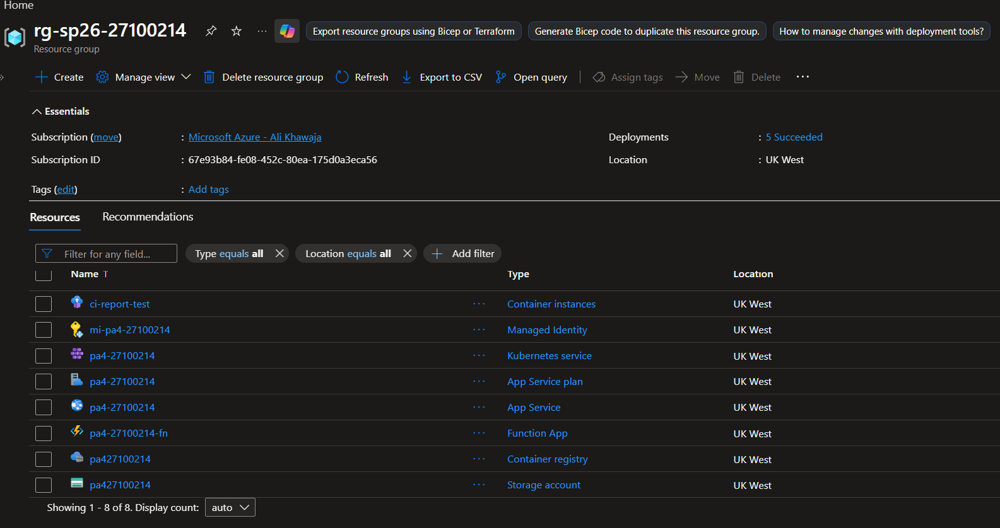 Home
rg-sp26-27100214 ··· Export resource groups using Bicep or Terraform Generate Bicep code to duplicate this resource group. How to manage changes with deployment tools?
Resource group
Create Manage view Delete resource group Refresh Export to CSV Open query Assign tags Move Delete ···
Essentials
Subscription (move) : Microsoft Azure - Ali Khawaja Deployments : 5 Succeeded
Subscription ID : 67e93b84-fe08-452c-80ea-175d0a3eca56 Location : UK West
Tags (edit) : Add tags
Resources Recommendations
Filter for any field... Type equals all Location equals all Add filter
Name Type Location
ci-report-test ··· Container instances UK West
mi-pa4-27100214 ··· Managed Identity UK West
pa4-27100214 ··· Kubernetes service UK West
pa4-27100214 ··· App Service plan UK West
pa4-27100214 ··· App Service UK West
pa4-27100214-fn ··· Function App UK West
pa427100214 ··· Container registry UK West
pa427100214 ··· Storage account UK West
Showing 1 - 8 of 8. Display count: auto